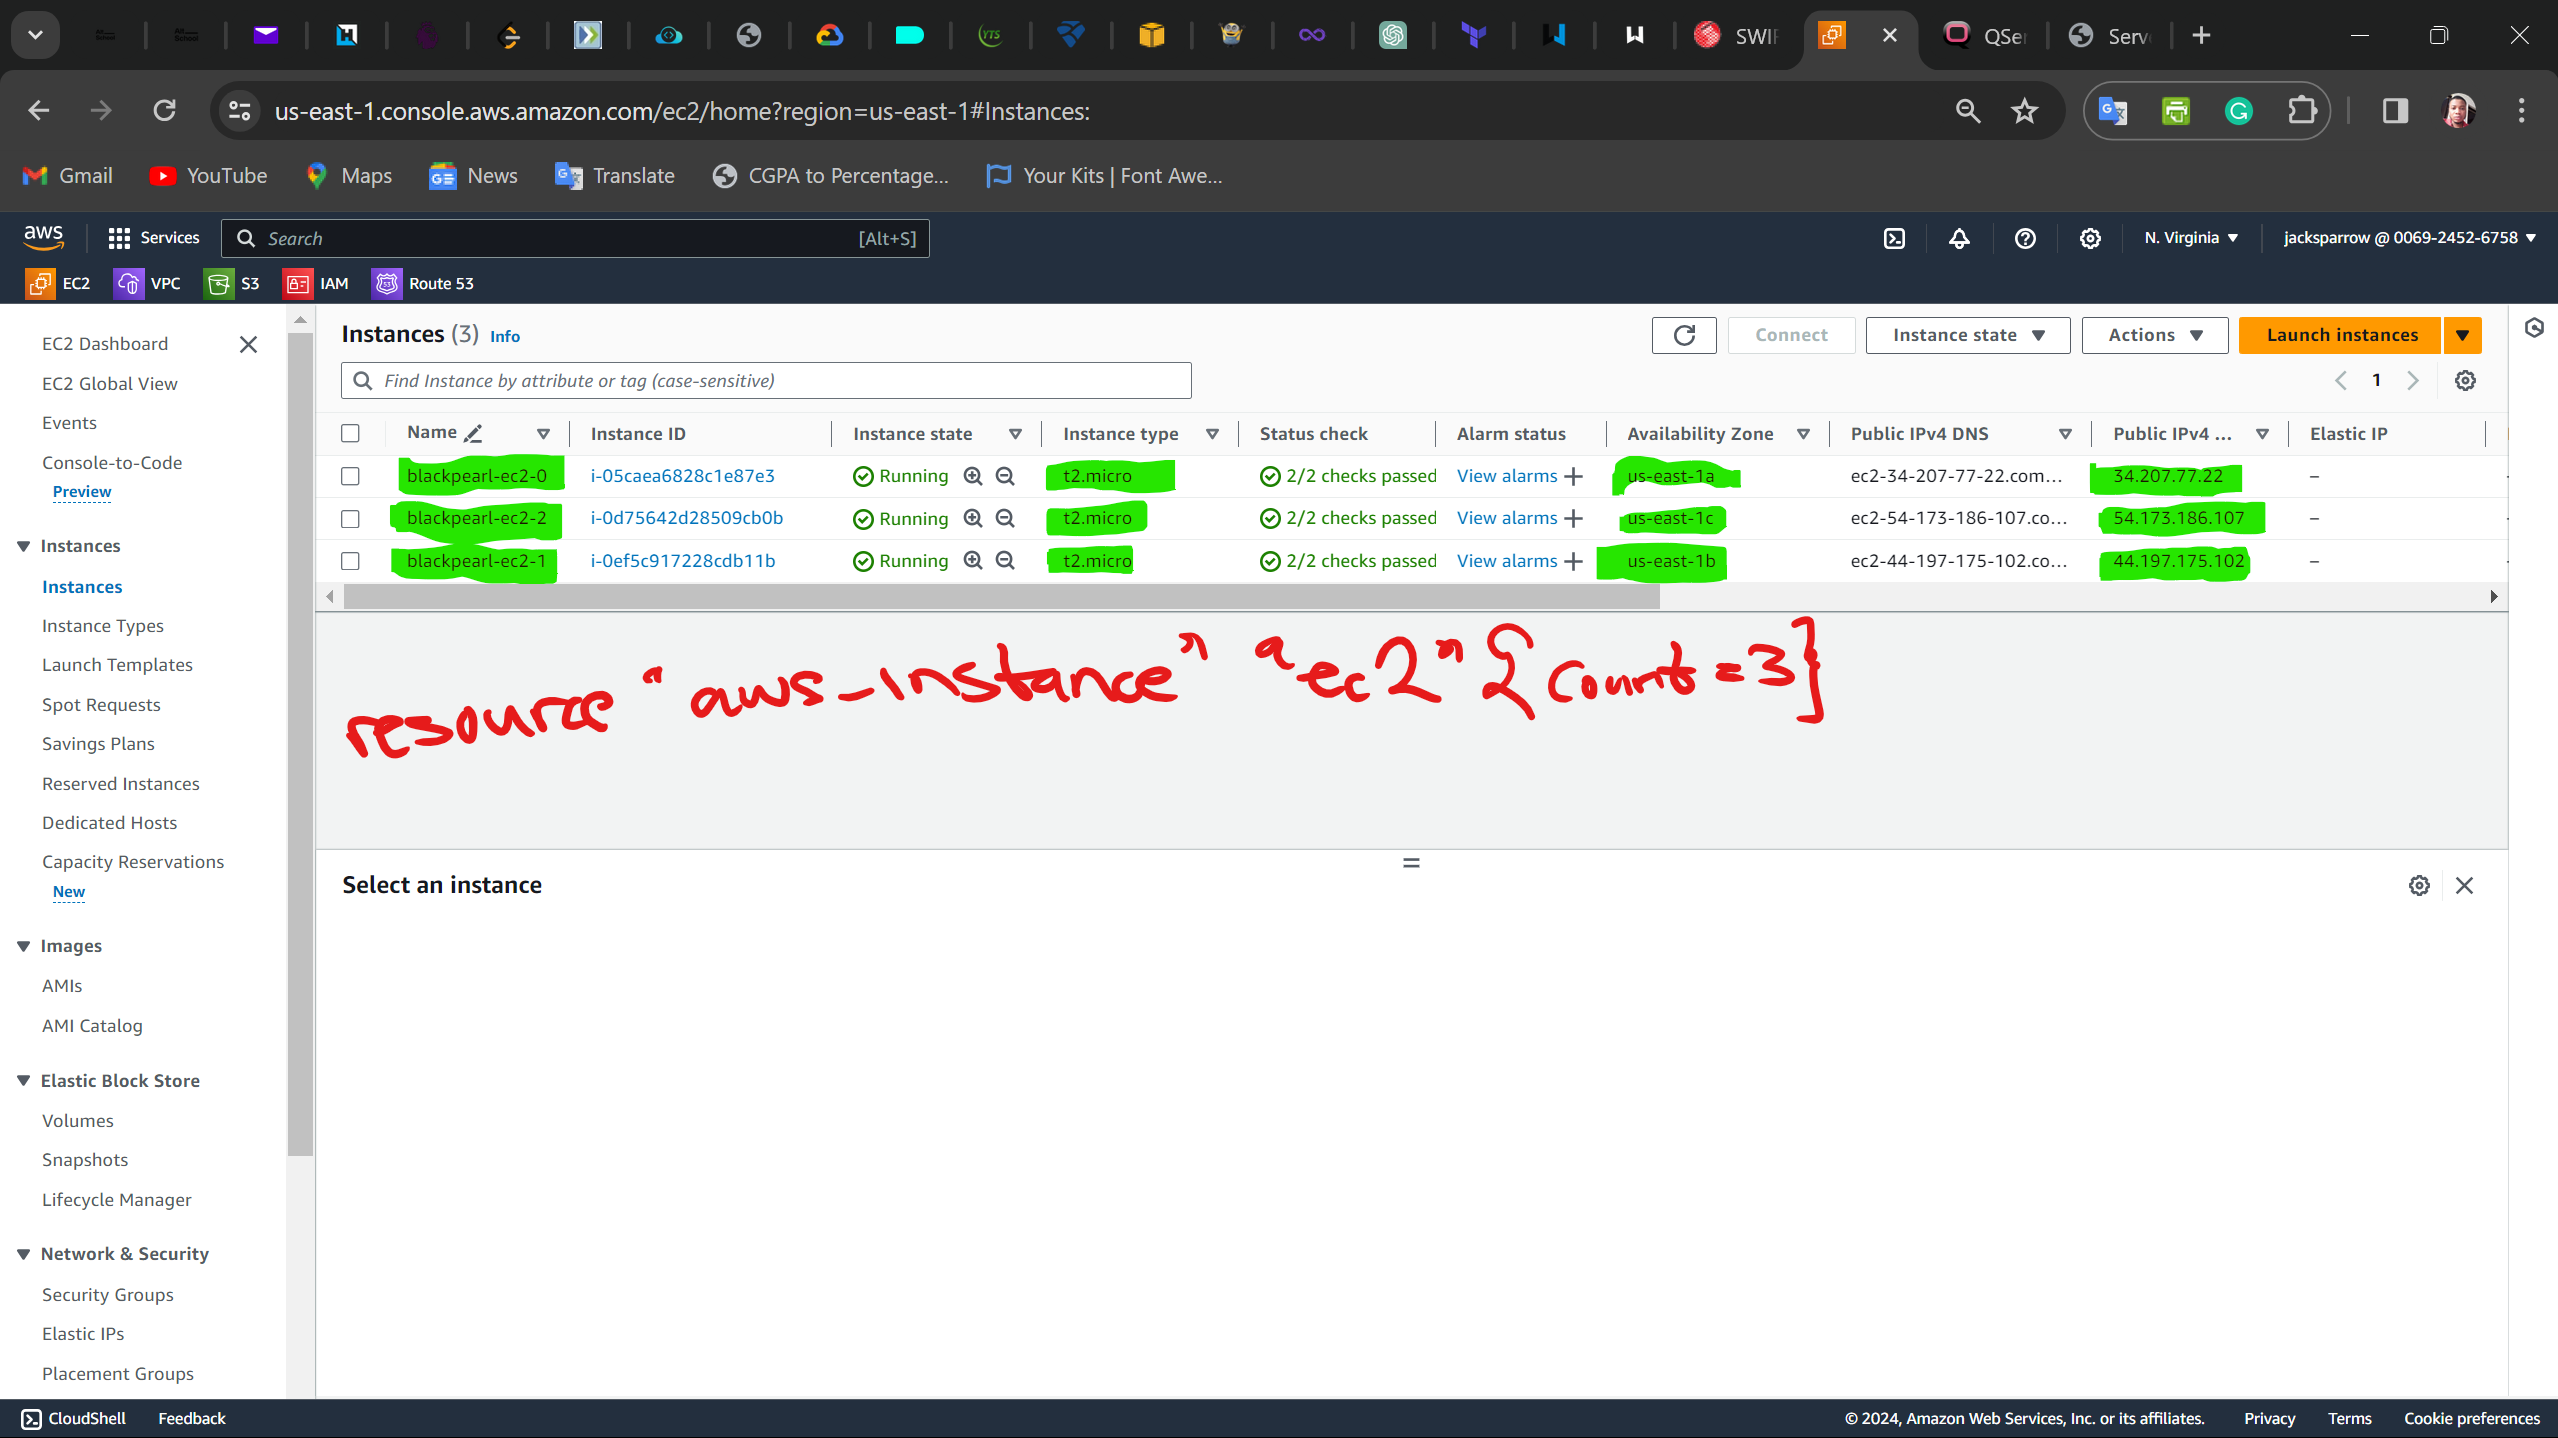 SWIF
QSer
Serv
us-east-1.console.aws.amazon.com/ec2/home?region=us-east-1#Instances:
Gmail YouTube Maps News Translate CGPA to Percentage... Your Kits | Font Awe...
aws Services Search [Alt+S] N. Virginia jacksparrow @ 0069-2452-6758
EC2 VPC S3 IAM Route 53
EC2 Dashboard
EC2 Global View
Events
Console-to-Code
Preview
Instances
Instances
Instance Types
Launch Templates
Spot Requests
Savings Plans
Reserved Instances
Dedicated Hosts
Capacity Reservations
New
Images
AMIs
AMI Catalog
Elastic Block Store
Volumes
Snapshots
Lifecycle Manager
Network & Security
Security Groups
Elastic IPs
Placement Groups
Instances (3) Info Connect Instance state Actions Launch instances
Find Instance by attribute or tag (case-sensitive) 1
Name Instance ID Instance state Instance type Status check Alarm status Availability Zone Public IPv4 DNS Public IPv4 ... Elastic IP
blackpearl-ec2-0 i-05caea6828c1e87e3 Running t2.micro 2/2 checks passed View alarms + us-east-1a ec2-34-207-77-22.com... 34.207.77.22 –
blackpearl-ec2-2 i-0d75642d28509cb0b Running t2.micro 2/2 checks passed View alarms + us-east-1c ec2-54-173-186-107.co... 54.173.186.107 –
blackpearl-ec2-1 i-0ef5c917228cdb11b Running t2.micro 2/2 checks passed View alarms + us-east-1b ec2-44-197-175-102.co... 44.197.175.102 –
resource "aws_instance" "ec2" {count=3}
Select an instance
CloudShell Feedback © 2024, Amazon Web Services, Inc. or its affiliates. Privacy Terms Cookie preferences